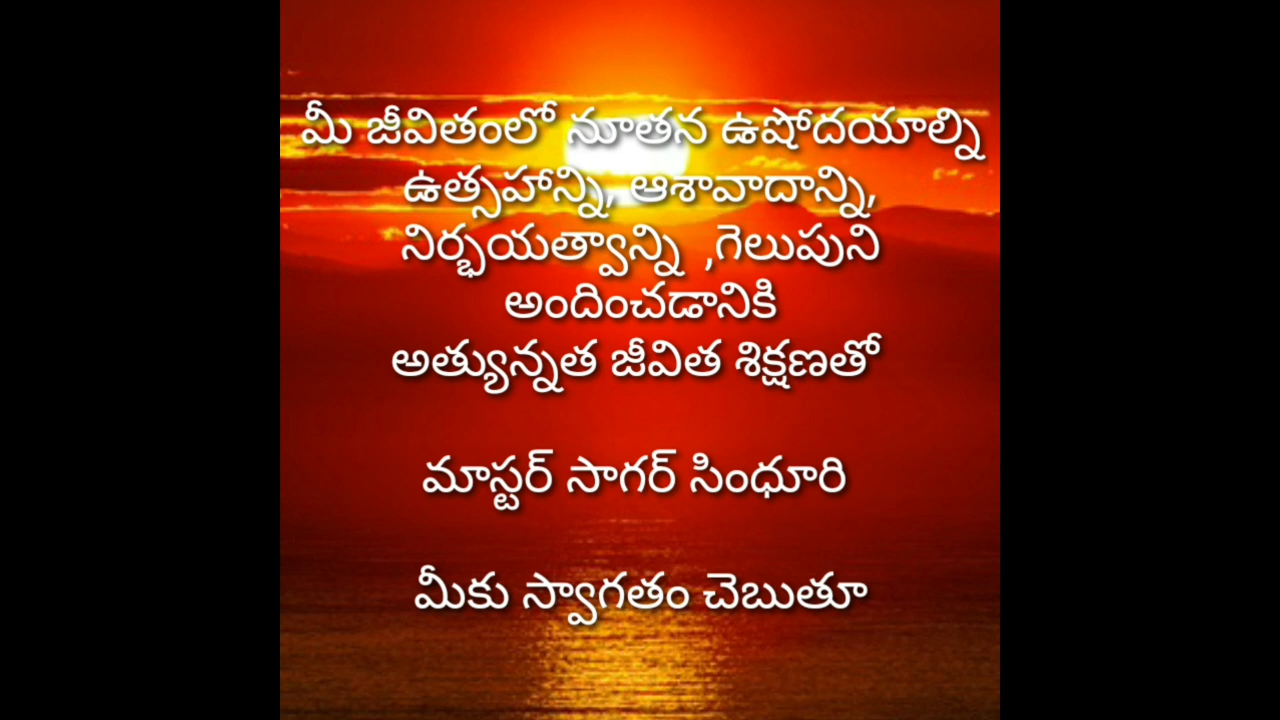 మీ జీవితంలో నూతన ఉషోదయాల్ని
ఉత్సహాన్ని, ఆశావాదాన్ని,
నిర్భయత్వాన్ని ,గెలుపుని
అందించడానికి
అత్యున్నత జీవిత శిక్షణతో
మాస్టర్ సాగర్ సింధూరి
మీకు స్వాగతం చెబుతూ